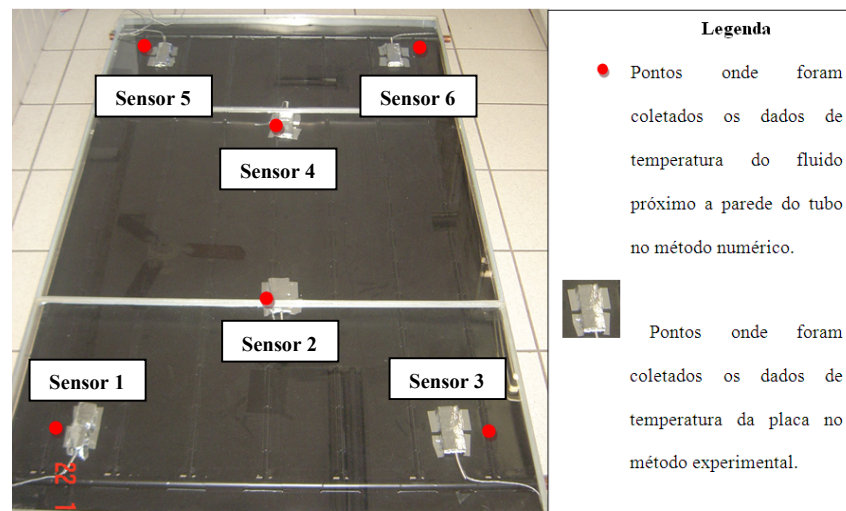 Sensor 5
Sensor 6
Sensor 4
Sensor 2
Sensor 1
Sensor 3
22 1
Legenda
Pontos onde foram
coletados os dados de
temperatura do fluido
próximo a parede do tubo
no método numérico.
Pontos onde foram
coletados os dados de
temperatura da placa no
método experimental.